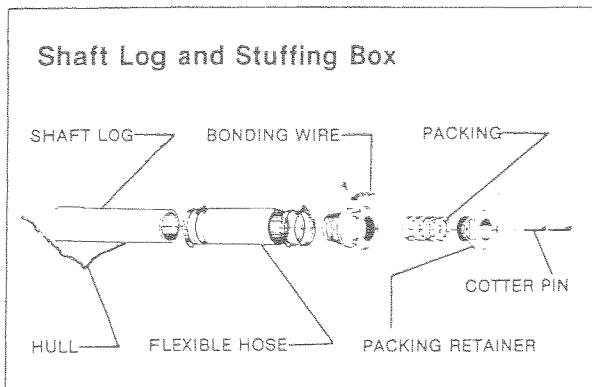 Shaft Log and Stuffing Box
SHAFT LOG
BONDING WIRE
PACKING
COTTER PIN
HULL
FLEXIBLE HOSE
PACKING RETAINER